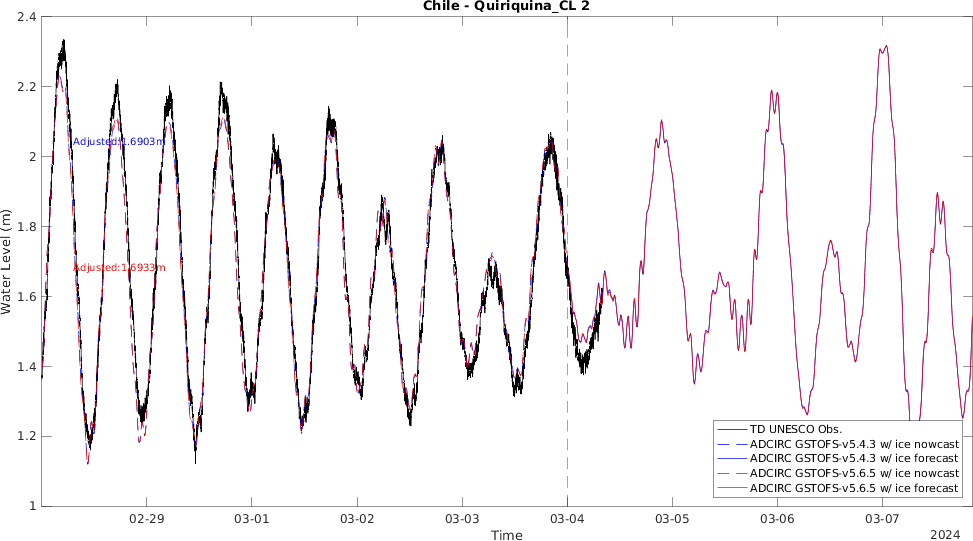 Chile - Quiriquina_CL 2
Water Level (m)
2.4
2.2
2
1.8
1.6
1.4
1.2
1
Adjusted:1.6903m
Adjusted:1.6933m
TD UNESCO Obs.
ADCIRC GSTOFS-v5.4.3 w/ ice nowcast
ADCIRC GSTOFS-v5.4.3 w/ ice forecast
ADCIRC GSTOFS-v5.6.5 w/ ice nowcast
ADCIRC GSTOFS-v5.6.5 w/ ice forecast
02-29
03-01
03-02
03-03
03-04
03-05
03-06
03-07
Time
2024